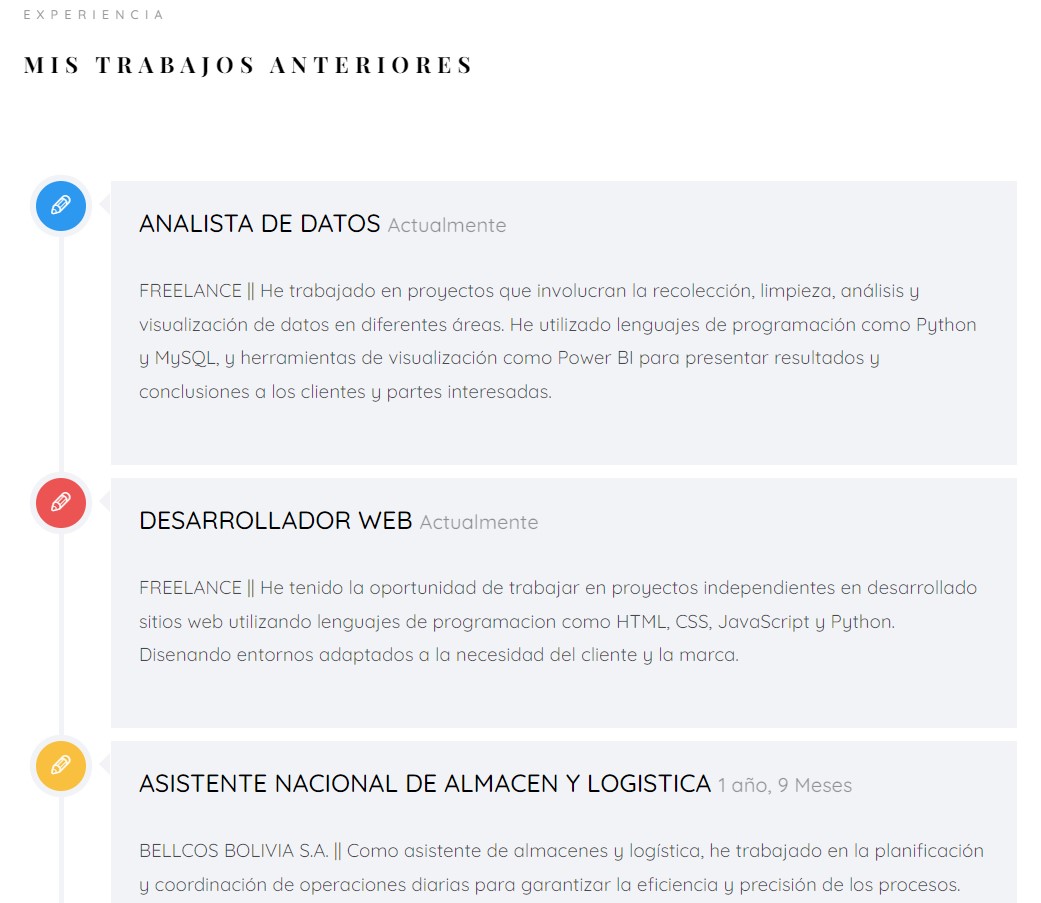 EXPERIENCIA
MIS TRABAJOS ANTERIORES
ANALISTA DE DATOS Actualmente
FREELANCE || He trabajado en proyectos que involucran la recolección, limpieza, análisis y
visualización de datos en diferentes áreas. He utilizado lenguajes de programación como Python
y MySQL, y herramientas de visualización como Power BI para presentar resultados y
conclusiones a los clientes y partes interesadas.
DESARROLLADOR WEB Actualmente
FREELANCE || He tenido la oportunidad de trabajar en proyectos independientes en desarrollado
sitios web utilizando lenguajes de programacion como HTML, CSS, JavaScript y Python.
Disenando entornos adaptados a la necesidad del cliente y la marca.
ASISTENTE NACIONAL DE ALMACEN Y LOGISTICA 1 año, 9 Meses
BELLCOS BOLIVIA S.A. || Como asistente de almacenes y logística, he trabajado en la planificación
y coordinación de operaciones diarias para garantizar la eficiencia y precisión de los procesos.